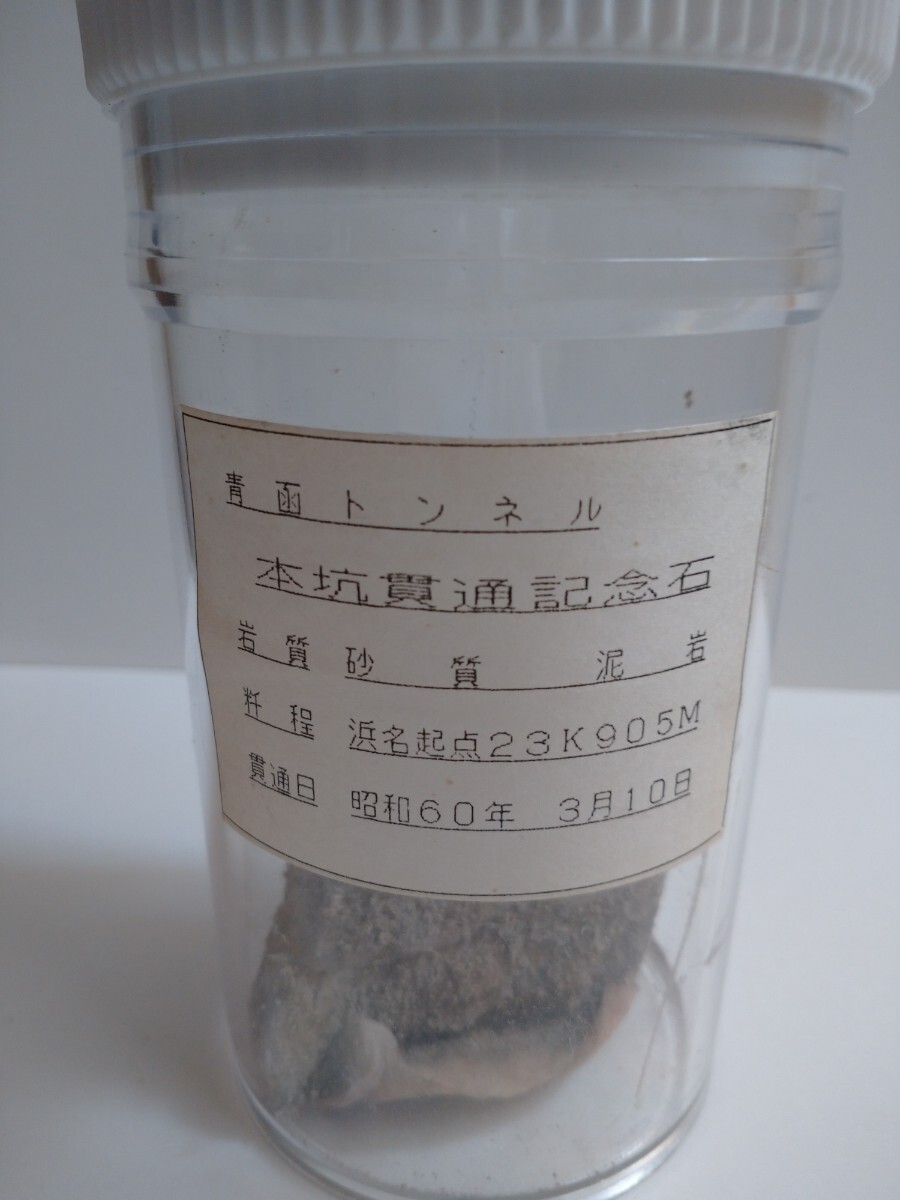 青函トンネル
本坑貫通記念石
岩質 砂質 泥岩
粁程 浜名起点23K905M
貫通日 昭和60年 3月10日